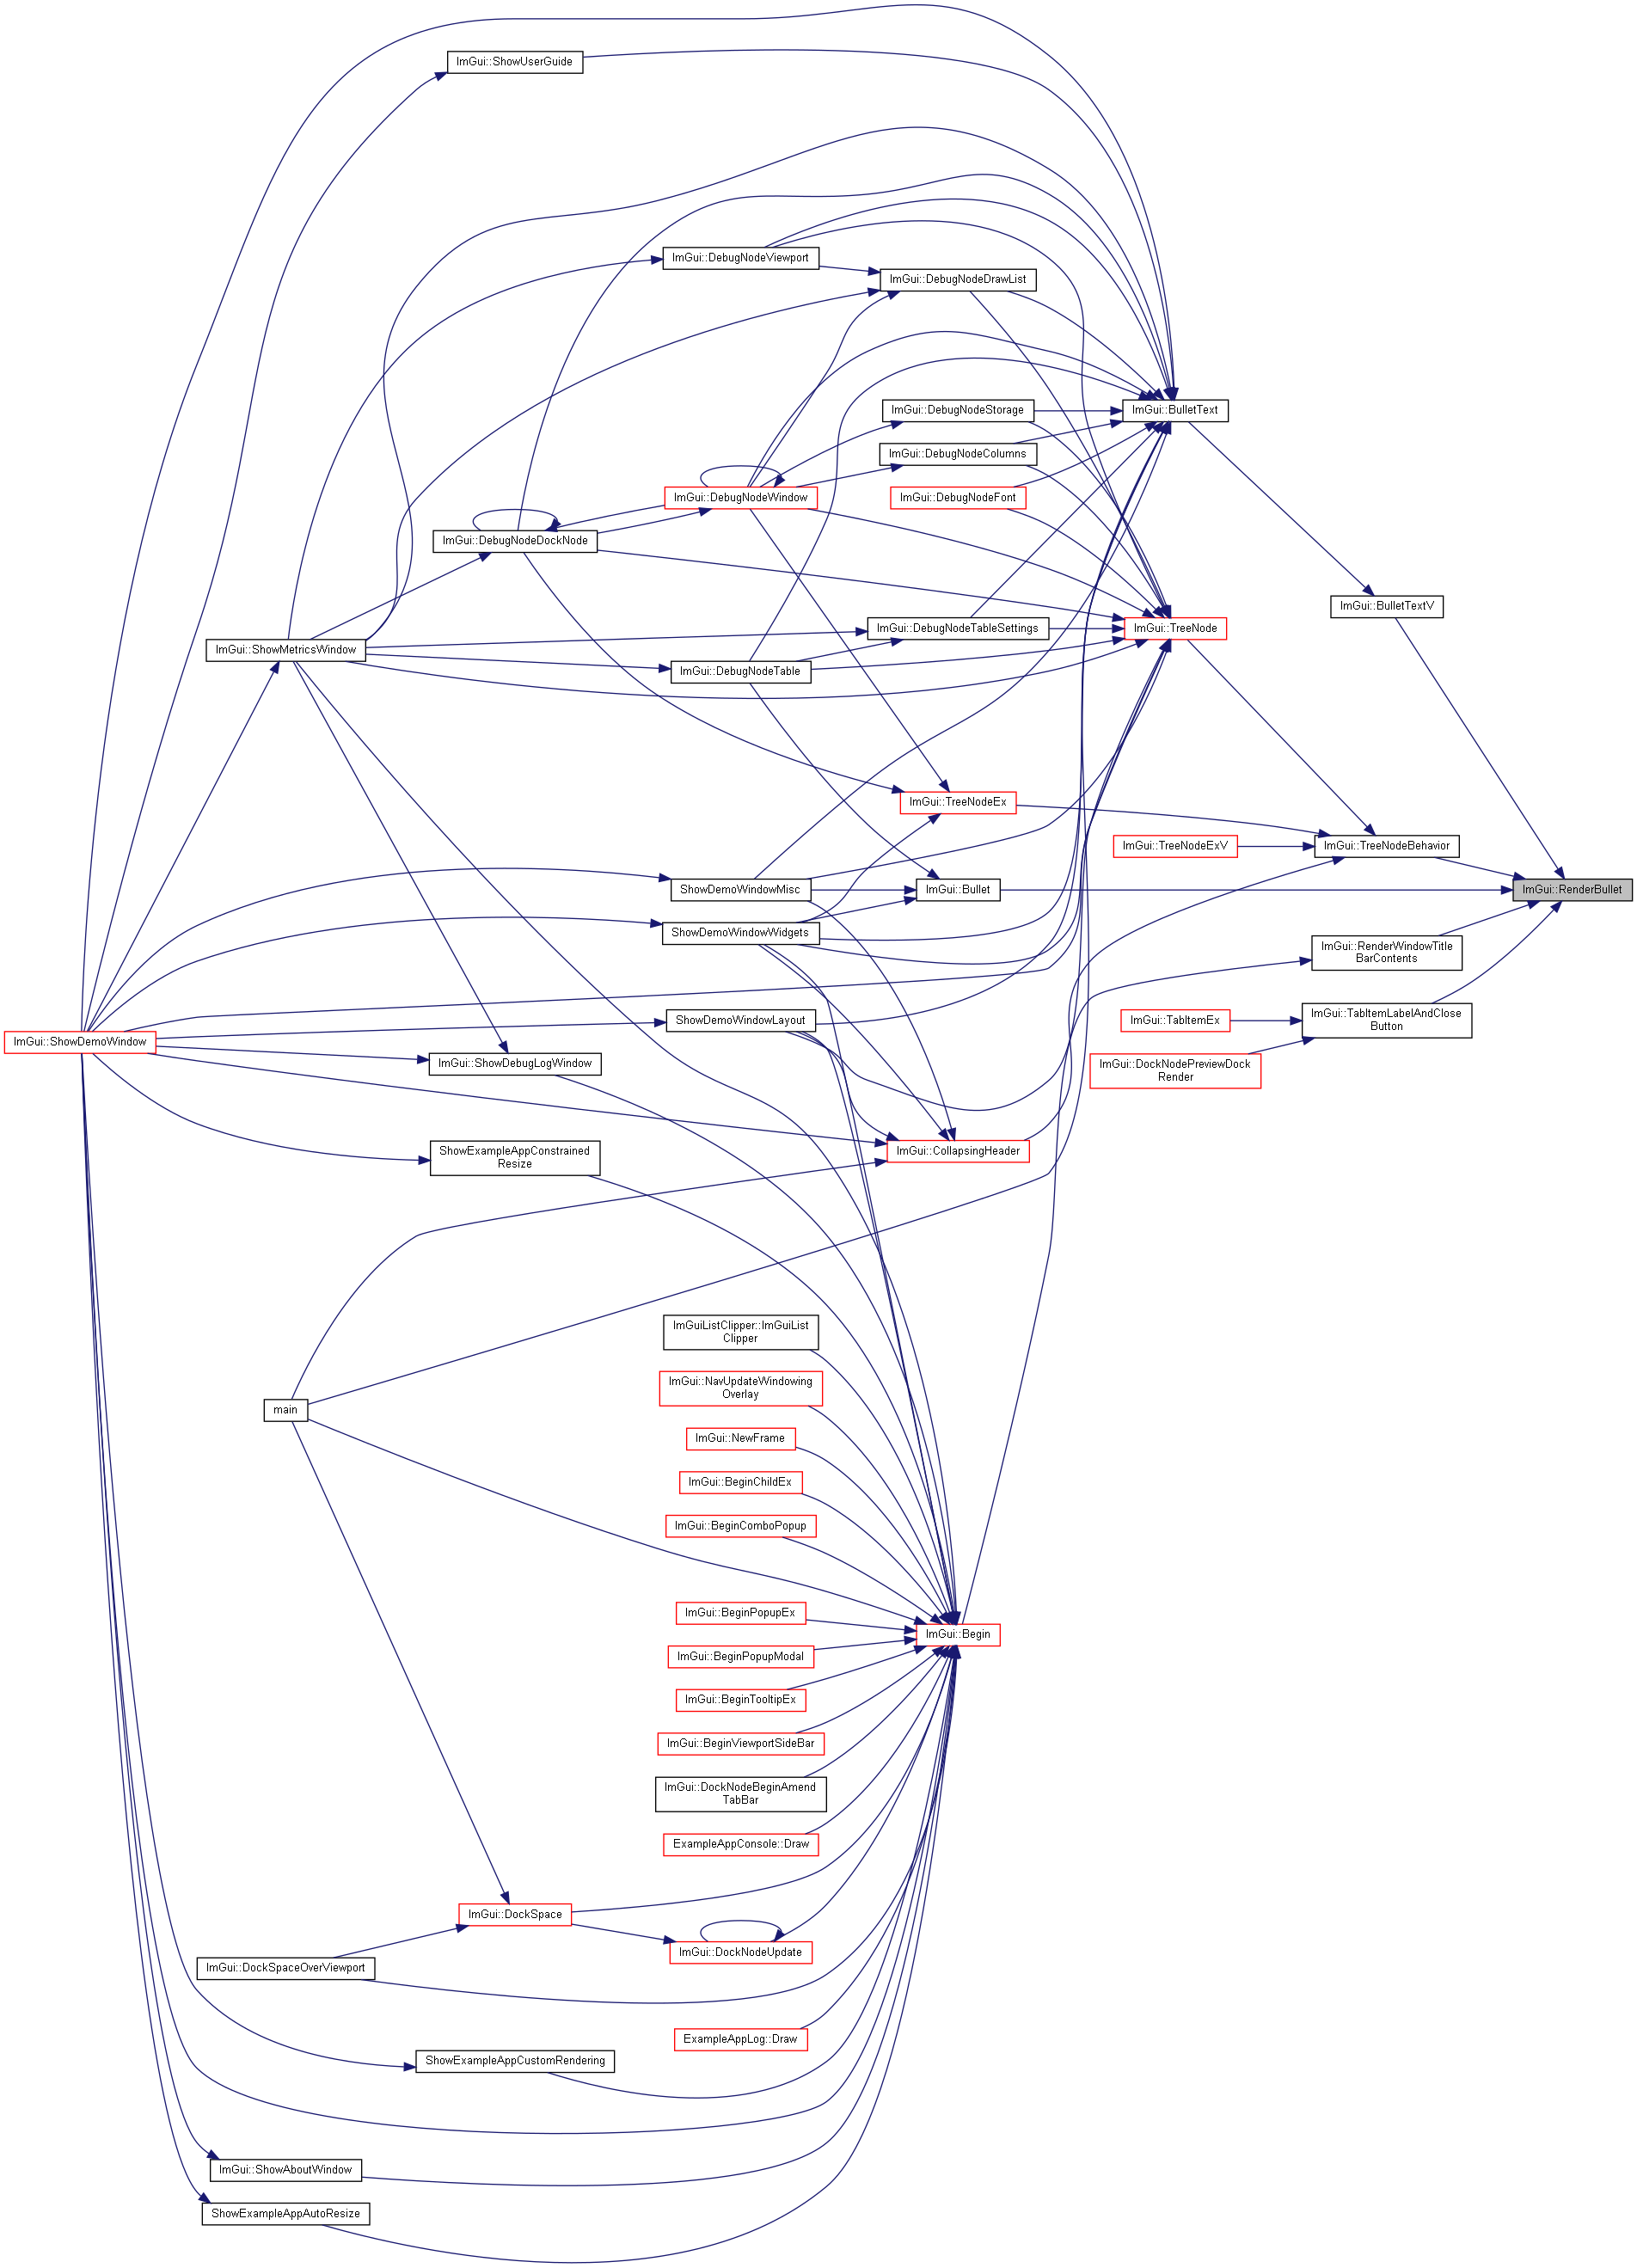 ImGui::ShowUserGuide
ImGui::DebugNodeViewport
ImGui::DebugNodeDrawList
ImGui::BulletText
ImGui::DebugNodeStorage
ImGui::DebugNodeColumns
ImGui::DebugNodeWindow
ImGui::DebugNodeFont
ImGui::DebugNodeDockNode
ImGui::BulletTextV
ImGui::DebugNodeTableSettings
ImGui::TreeNode
ImGui::ShowMetricsWindow
ImGui::DebugNodeTable
ImGui::TreeNodeEx
ImGui::TreeNodeExV
ImGui::TreeNodeBehavior
ShowDemoWindowMisc
ImGui::Bullet
ImGui::RenderBullet
ShowDemoWindowWidgets
ImGui::RenderWindowTitle
BarContents
ShowDemoWindowLayout
ImGui::TabItemEx
ImGui::TabItemLabelAndClose
Button
ImGui::ShowDemoWindow
ImGui::ShowDebugLogWindow
ImGui::DockNodePreviewDock
Render
ShowExampleAppConstrained
Resize
ImGui::CollapsingHeader
ImGuiListClipper::ImGuiList
Clipper
ImGui::NavUpdateWindowing
Overlay
main
ImGui::NewFrame
ImGui::BeginChildEx
ImGui::BeginComboPopup
ImGui::BeginPopupEx
ImGui::Begin
ImGui::BeginPopupModal
ImGui::BeginTooltipEx
ImGui::BeginViewportSideBar
ImGui::DockNodeBeginAmend
TabBar
ExampleAppConsole::Draw
ImGui::DockSpace
ImGui::DockNodeUpdate
ImGui::DockSpaceOverViewport
ExampleAppLog::Draw
ShowExampleAppCustomRendering
ImGui::ShowAboutWindow
ShowExampleAppAutoResize